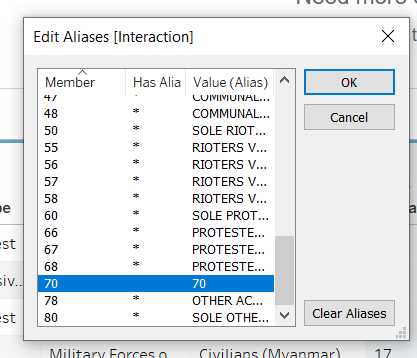 Edit Aliases [Interaction]
Member Has Alia Value (Alias)
47 * COMMUNAL...
48 * COMMUNAL...
50 * SOLE RIOT...
55 * RIOTERS V...
56 * RIOTERS V...
57 * RIOTERS V...
58 * RIOTERS V...
60 * SOLE PROT...
66 * PROTESTE...
67 * PROTESTE...
68 * PROTESTE...
70 70
78 * OTHER AC...
80 * SOLE OTHE...
OK
Cancel
Clear Aliases
pe
est
siv...
est
Military Forces o Civilians (Myanmar) 17